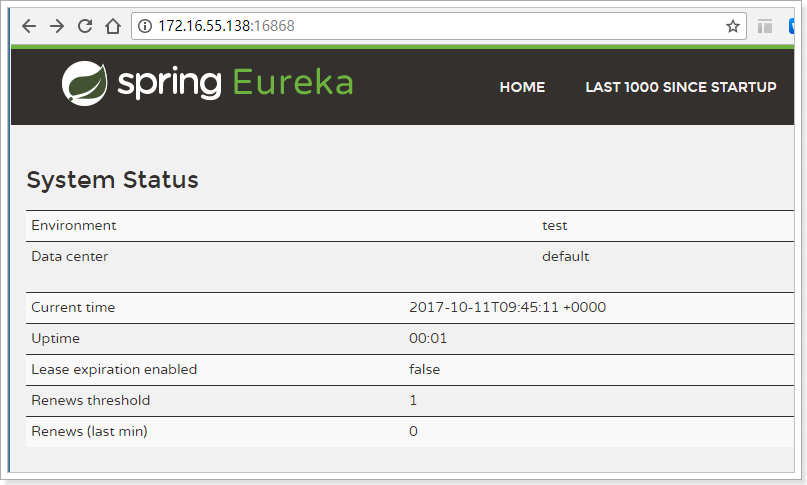 172.16.55.138:16868
spring Eureka HOME LAST 1000 SINCE STARTUP
System Status
Environment test
Data center default
Current time 2017-10-11T09:45:11 +0000
Uptime 00:01
Lease expiration enabled false
Renews threshold 1
Renews (last min) 0